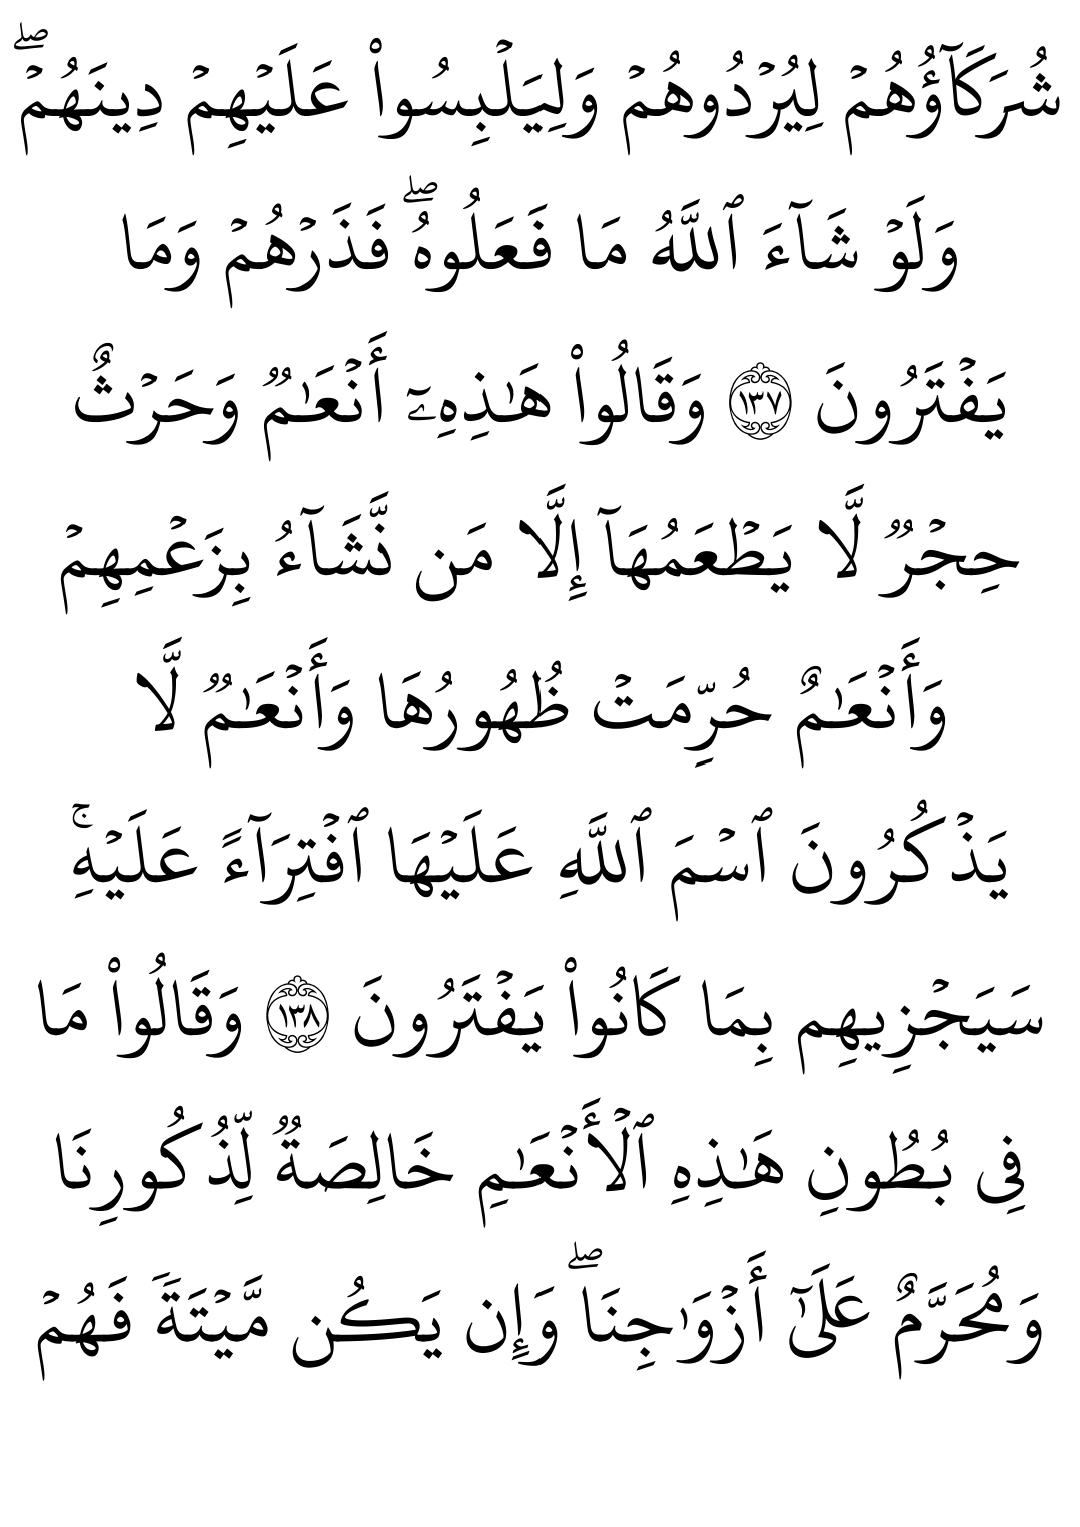 شُرَكَآؤُهُمْ لِيُرْدُوهُمْ وَلِيَلْبِسُوا۟ عَلَيْهِمْ دِينَهُمْ ۖ
وَلَوْ شَآءَ ٱللَّهُ مَا فَعَلُوهُ ۖ فَذَرْهُمْ وَمَا
يَفْتَرُونَ ١٣٧ وَقَالُوا۟ هَـٰذِهِۦٓ أَنْعَـٰمٌ وَحَرْثٌ
حِجْرٌ لَّا يَطْعَمُهَآ إِلَّا مَن نَّشَآءُ بِزَعْمِهِمْ
وَأَنْعَـٰمٌ حُرِّمَتْ ظُهُورُهَا وَأَنْعَـٰمٌ لَّا
يَذْكُرُونَ ٱسْمَ ٱللَّهِ عَلَيْهَا ٱفْتِرَآءً عَلَيْهِ ۚ
سَيَجْزِيهِم بِمَا كَانُوا۟ يَفْتَرُونَ ١٣٨ وَقَالُوا۟ مَا
فِى بُطُونِ هَـٰذِهِ ٱلْأَنْعَـٰمِ خَالِصَةٌ لِّذُكُورِنَا
وَمُحَرَّمٌ عَلَىٰٓ أَزْوَٰجِنَا ۖ وَإِن يَكُن مَّيْتَةً فَهُمْ